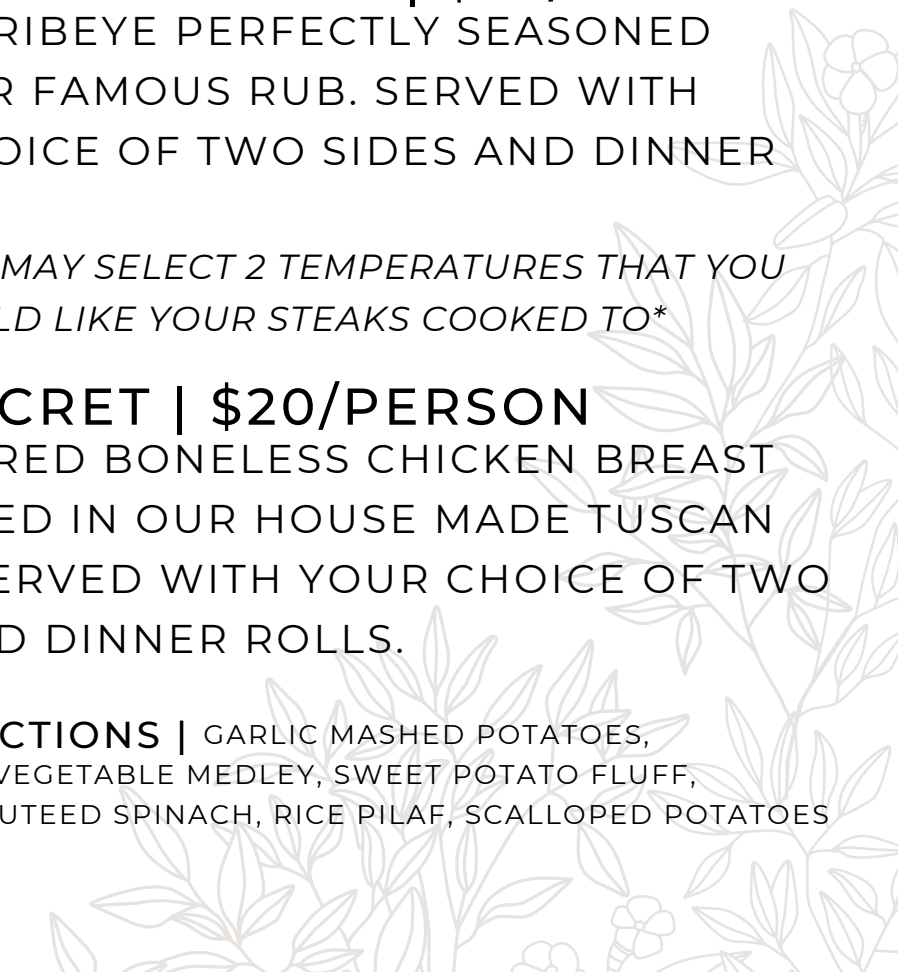 RIBEYE PERFECTLY SEASONED
R FAMOUS RUB. SERVED WITH
OICE OF TWO SIDES AND DINNER
MAY SELECT 2 TEMPERATURES THAT YOU
LD LIKE YOUR STEAKS COOKED TO*
CRET | $20/PERSON
RED BONELESS CHICKEN BREAST
ED IN OUR HOUSE MADE TUSCAN
ERVED WITH YOUR CHOICE OF TWO
D DINNER ROLLS.
CTIONS | GARLIC MASHED POTATOES,
VEGETABLE MEDLEY, SWEET POTATO FLUFF,
UTEED SPINACH, RICE PILAF, SCALLOPED POTATOES